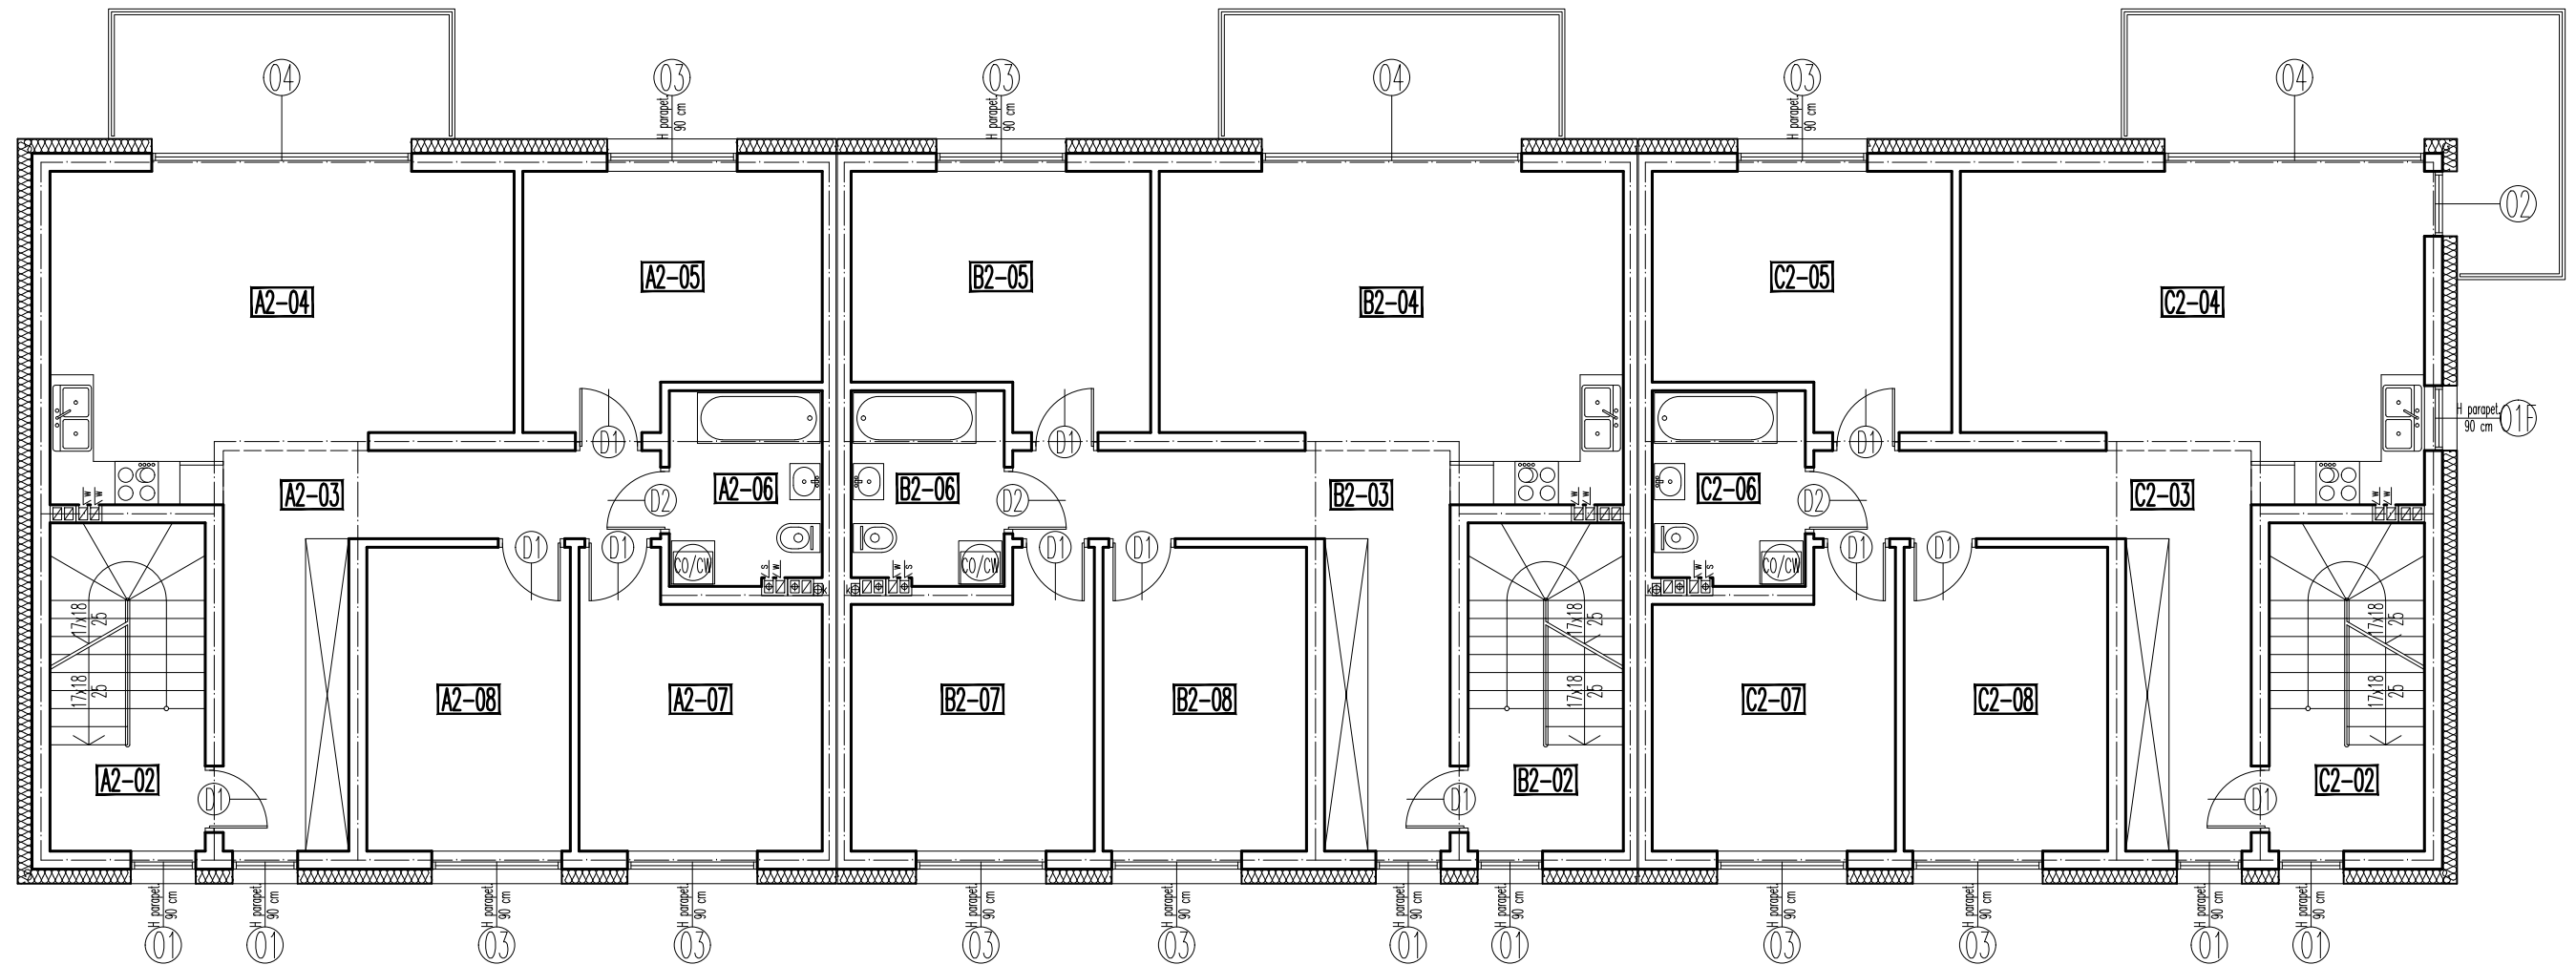 04
03
03
04
03
04
H parapet.
90 cm
H parapet.
90 cm
H parapet.
90 cm
02
A2-05
B2-05
C2-05
A2-04
B2-04
C2-04
H parapet.
90 cm
01F
D1
D1
D1
A2-03
A2-06
B2-06
B2-03
C2-06
C2-03
D2
D2
D2
w
w
w
w
w
w
D1
D1
D1
D1
D1
D1
CO/CW
CO/CW
CO/CW
s
w
w
s
w
s
k
k
k
17x18
25
17x18
25
17x18
25
17x18
25
17x18
25
17x18
25
A2-08
A2-07
B2-07
B2-08
C2-07
C2-08
A2-02
B2-02
C2-02
D1
D1
D1
H parapet.
90 cm
H parapet.
90 cm
H parapet.
90 cm
H parapet.
90 cm
H parapet.
90 cm
H parapet.
90 cm
H parapet.
90 cm
H parapet.
90 cm
H parapet.
90 cm
H parapet.
90 cm
H parapet.
90 cm
H parapet.
90 cm
01
01
03
03
03
03
01
01
03
03
01
01